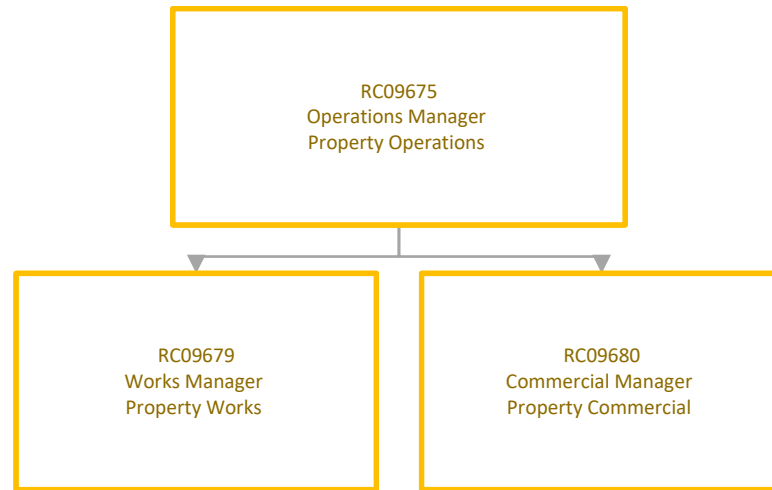 RC09675
Operations Manager
Property Operations
RC09679
Works Manager
Property Works
RC09680
Commercial Manager
Property Commercial